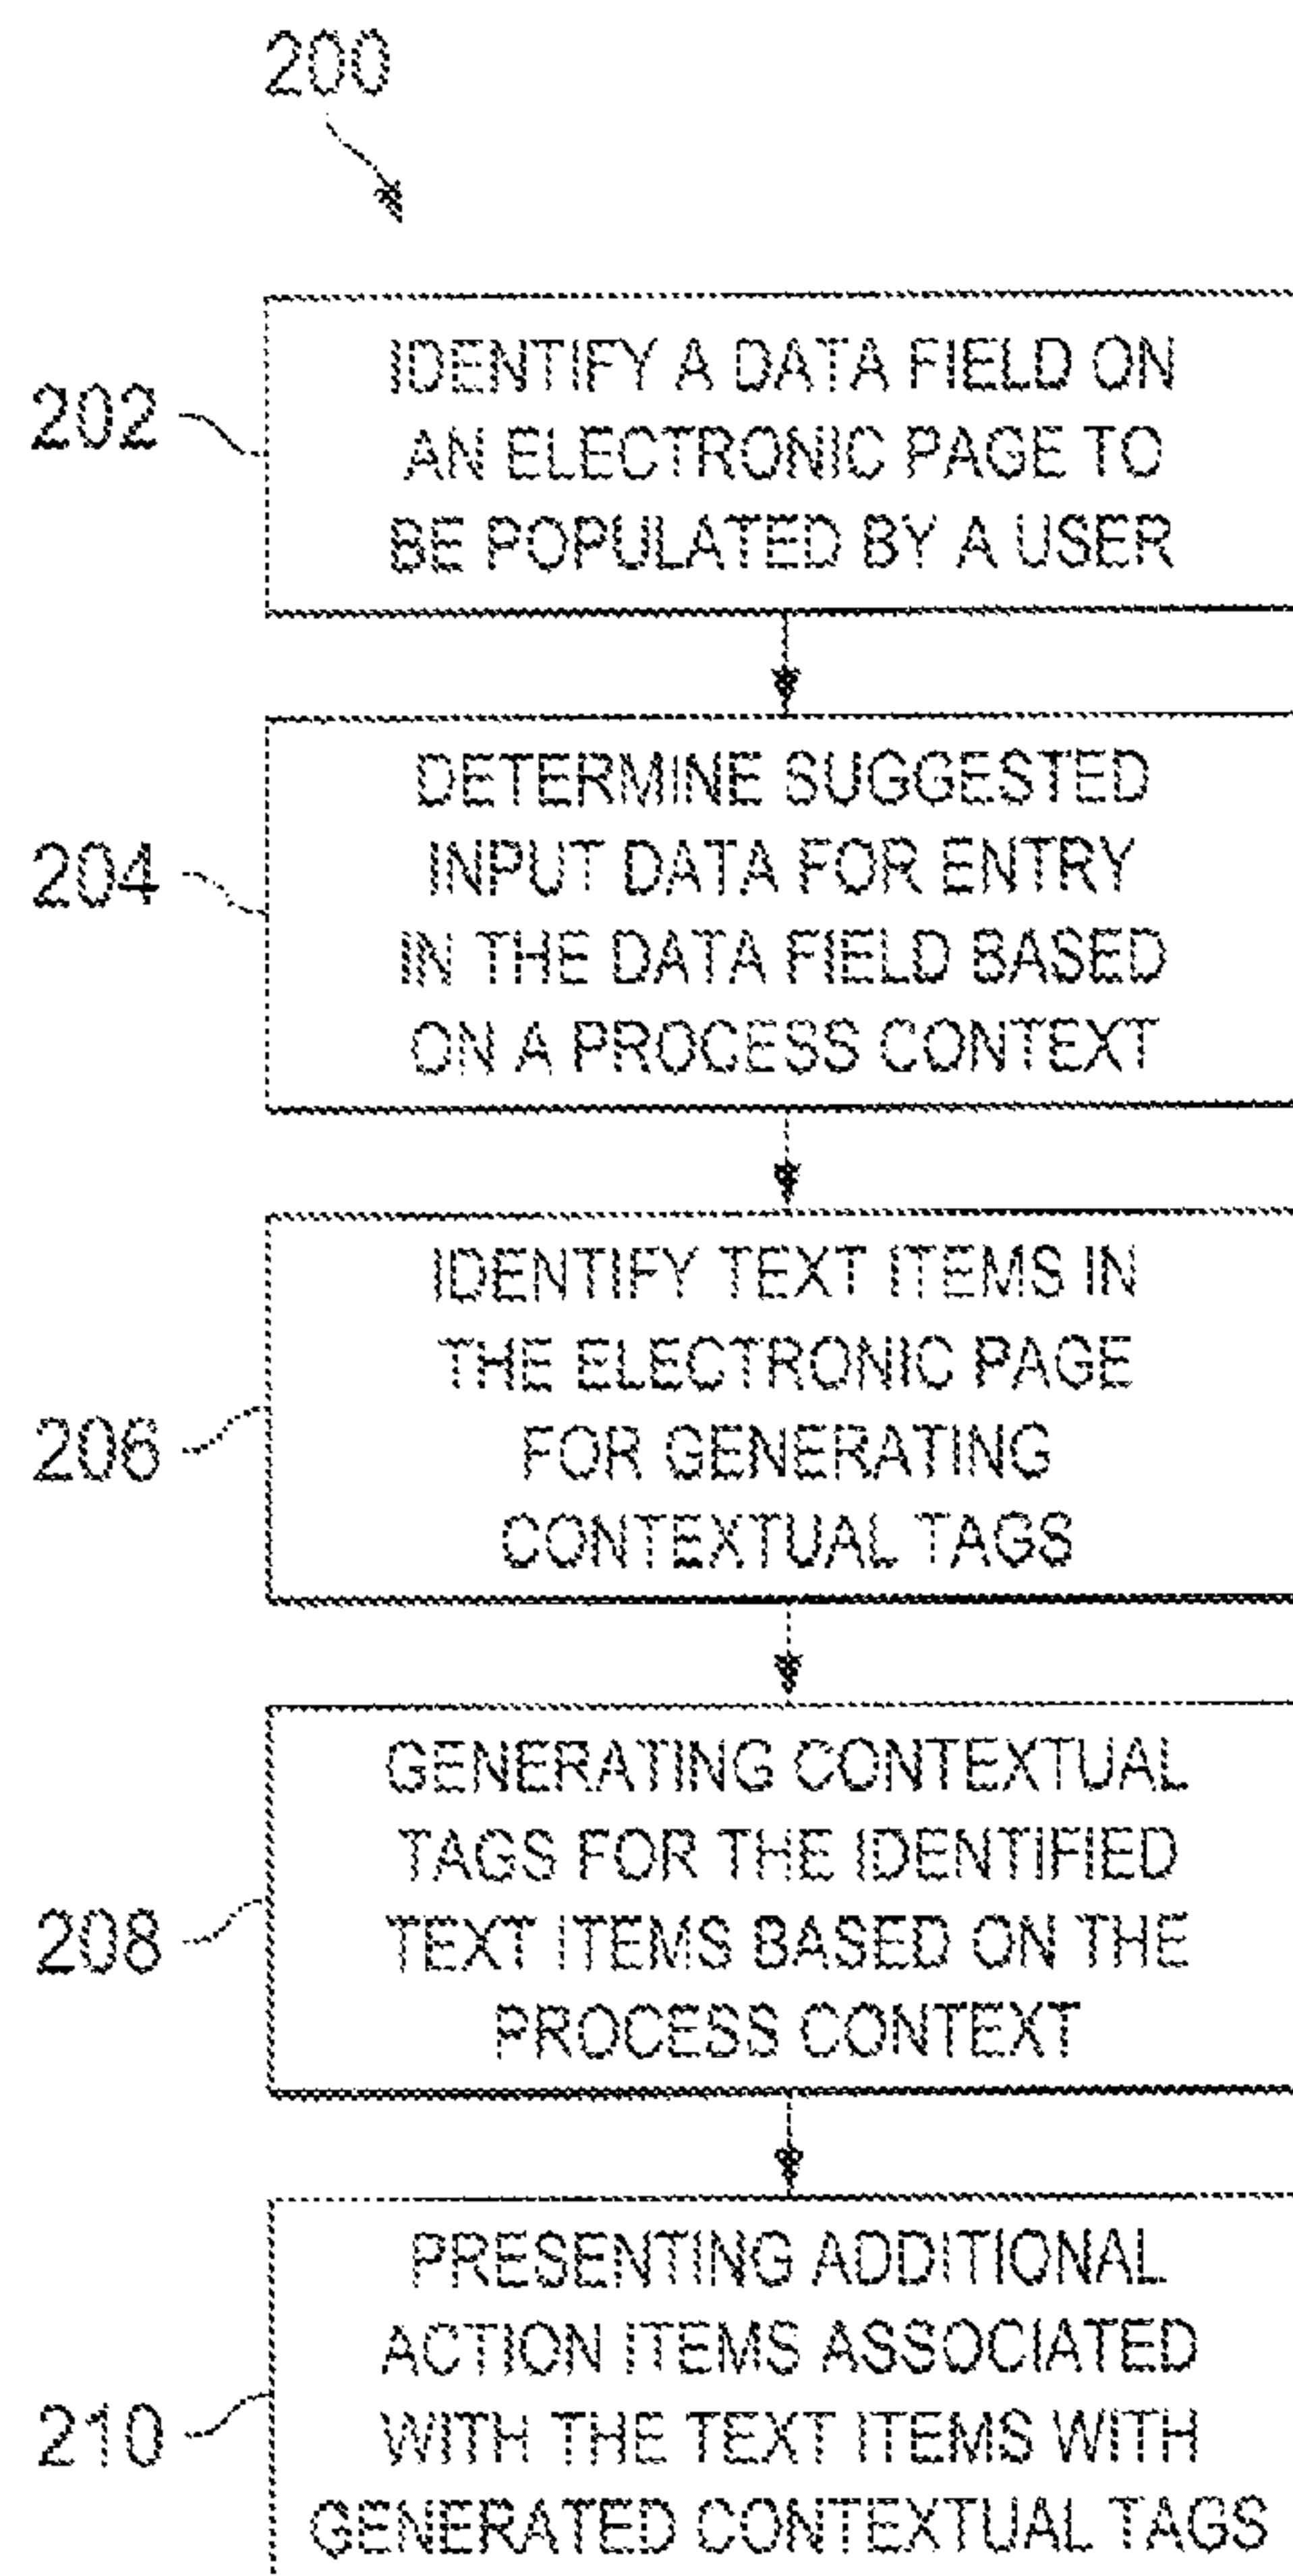 200
202
IDENTIFY A DATA FIELD ON
AN ELECTRONIC PAGE TO
BE POPULATED BY A USER
204
DETERMINE SUGGESTED
INPUT DATA FOR ENTRY
IN THE DATA FIELD BASED
ON A PROCESS CONTEXT
206
IDENTIFY TEXT ITEMS IN
THE ELECTRONIC PAGE
FOR GENERATING
CONTEXTUAL TAGS
208
GENERATING CONTEXTUAL
TAGS FOR THE IDENTIFIED
TEXT ITEMS BASED ON THE
PROCESS CONTEXT
210
PRESENTING ADDITIONAL
ACTION ITEMS ASSOCIATED
WITH THE TEXT ITEMS WITH
GENERATED CONTEXTUAL TAGS